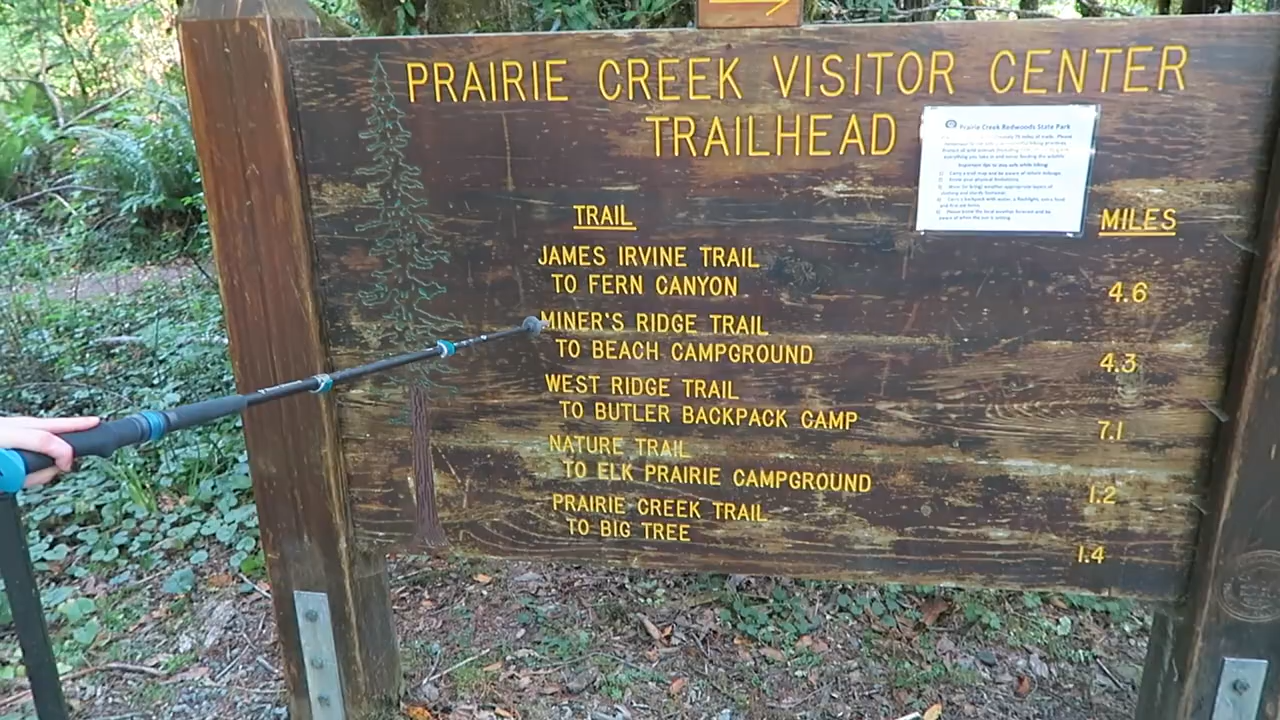 PRAIRIE CREEK VISITOR CENTER
TRAILHEAD
Prairie Creek Redwoods State Park
TRAIL MILES
JAMES IRVINE TRAIL
TO FERN CANYON 4.6
MINER'S RIDGE TRAIL
TO BEACH CAMPGROUND 4.3
WEST RIDGE TRAIL
TO BUTLER BACKPACK CAMP 7.1
NATURE TRAIL
TO ELK PRAIRIE CAMPGROUND 1.2
PRAIRIE CREEK TRAIL
TO BIG TREE 1.4